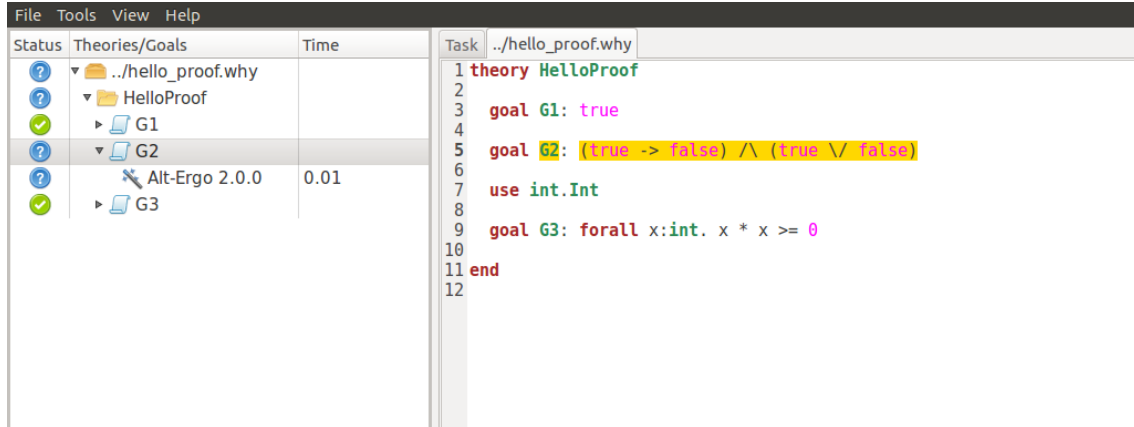 File Tools View Help
Status Theories/Goals Time
../hello_proof.why
HelloProof
G1
G2
Alt-Ergo 2.0.0 0.01
G3
Task ../hello_proof.why
1 theory HelloProof
2
3 goal G1: true
4
5 goal G2: (true -> false) /\ (true \/ false)
6
7 use int.Int
8
9 goal G3: forall x:int. x * x >= 0
10
11 end
12